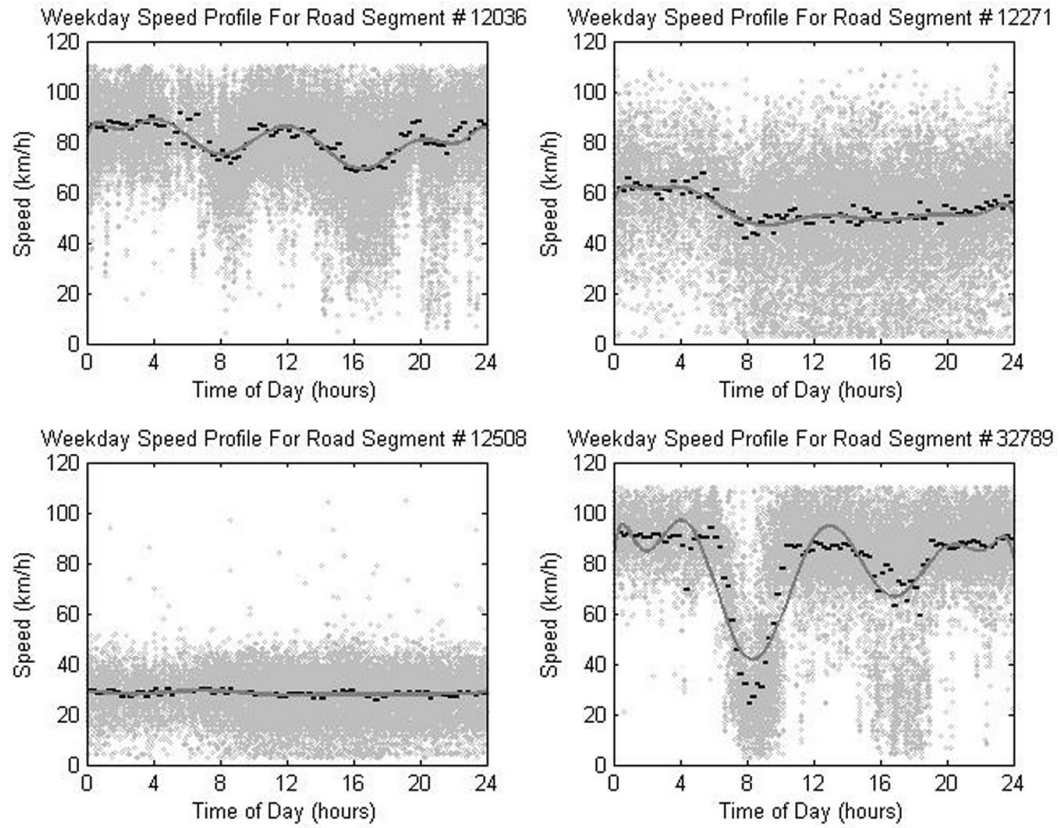 Weekday Speed Profile For Road Segment # 12036
120
100
80
60
40
20
0
Speed (km/h)
0 4 8 12 16 20 24
Time of Day (hours)
Weekday Speed Profile For Road Segment # 12271
120
100
80
60
40
20
0
Speed (km/h)
0 4 8 12 16 20 24
Time of Day (hours)
Weekday Speed Profile For Road Segment # 12508
120
100
80
60
40
20
0
Speed (km/h)
0 4 8 12 16 20 24
Time of Day (hours)
Weekday Speed Profile For Road Segment # 32789
120
100
80
60
40
20
0
Speed (km/h)
0 4 8 12 16 20 24
Time of Day (hours)